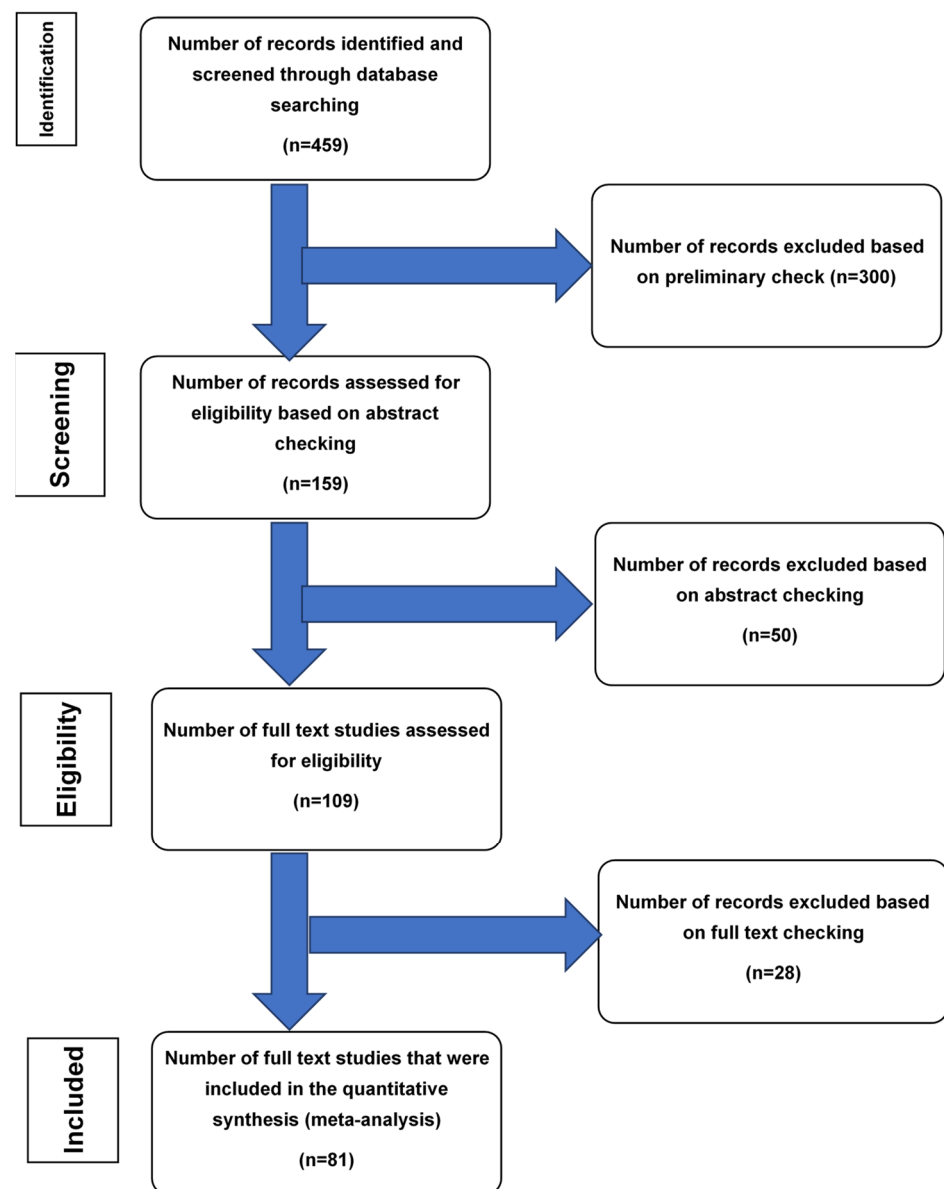 Identification
Number of records identified and
screened through database
searching
(n=459)
Number of records excluded based
on preliminary check (n=300)
Screening
Number of records assessed for
eligibility based on abstract
checking
(n=159)
Number of records excluded based
on abstract checking
(n=50)
Eligibility
Number of full text studies assessed
for eligibility
(n=109)
Number of records excluded based
on full text checking
(n=28)
Included
Number of full text studies that were
included in the quantitative
synthesis (meta-analysis)
(n=81)